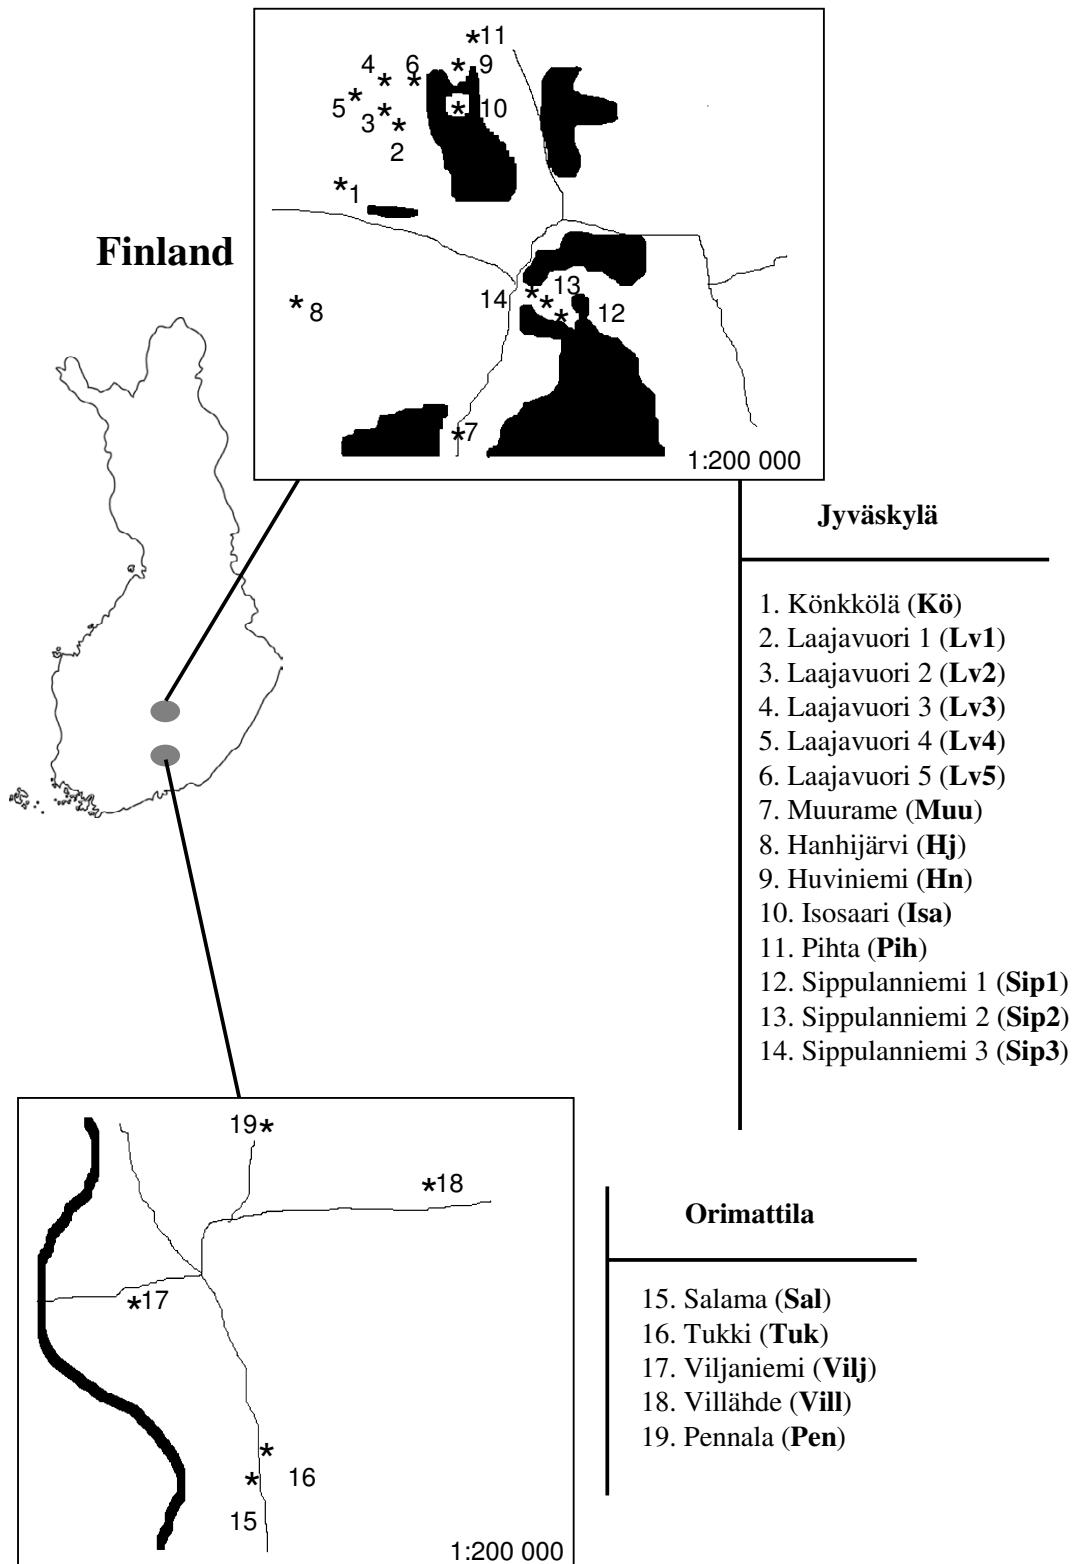 11
4
6
9
5
3
10
2
1
Finland
13
14
8
12
7
1:200 000
Jyväskylä
1. Könkkölä (Kö)
2. Laajavuori 1 (Lv1)
3. Laajavuori 2 (Lv2)
4. Laajavuori 3 (Lv3)
5. Laajavuori 4 (Lv4)
6. Laajavuori 5 (Lv5)
7. Muurame (Muu)
8. Hanhijärvi (Hj)
9. Huviniemi (Hn)
10. Isosaari (Isa)
11. Pihta (Pih)
12. Sippulanniemi 1 (Sip1)
13. Sippulanniemi 2 (Sip2)
14. Sippulanniemi 3 (Sip3)
19
18
17
16
15
1:200 000
Orimattila
15. Salama (Sal)
16. Tukki (Tuk)
17. Viljaniemi (Vilj)
18. Villähde (Vill)
19. Pennala (Pen)